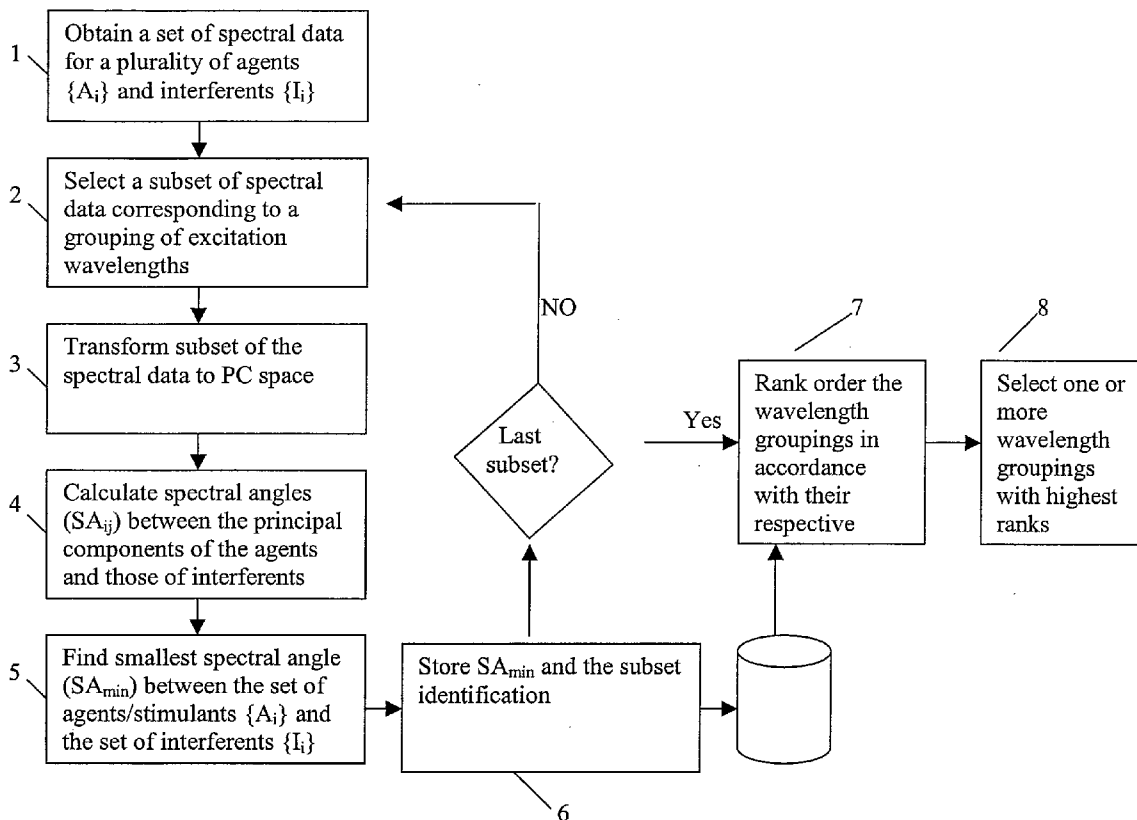 1
Obtain a set of spectral data
for a plurality of agents
{Aᵢ} and interferents {Iᵢ}
2
Select a subset of spectral
data corresponding to a
grouping of excitation
wavelengths
3
Transform subset of the
spectral data to PC space
4
Calculate spectral angles
(SAᵢⱼ) between the principal
components of the agents
and those of interferents
5
Find smallest spectral angle
(SAmin) between the set of
agents/stimulants {Aᵢ} and
the set of interferents {Iᵢ}
Store SAmin and the subset
identification
6
Last
subset?
NO
Yes
7
Rank order the
wavelength
groupings in
accordance
with their
respective
8
Select one or
more
wavelength
groupings
with highest
ranks